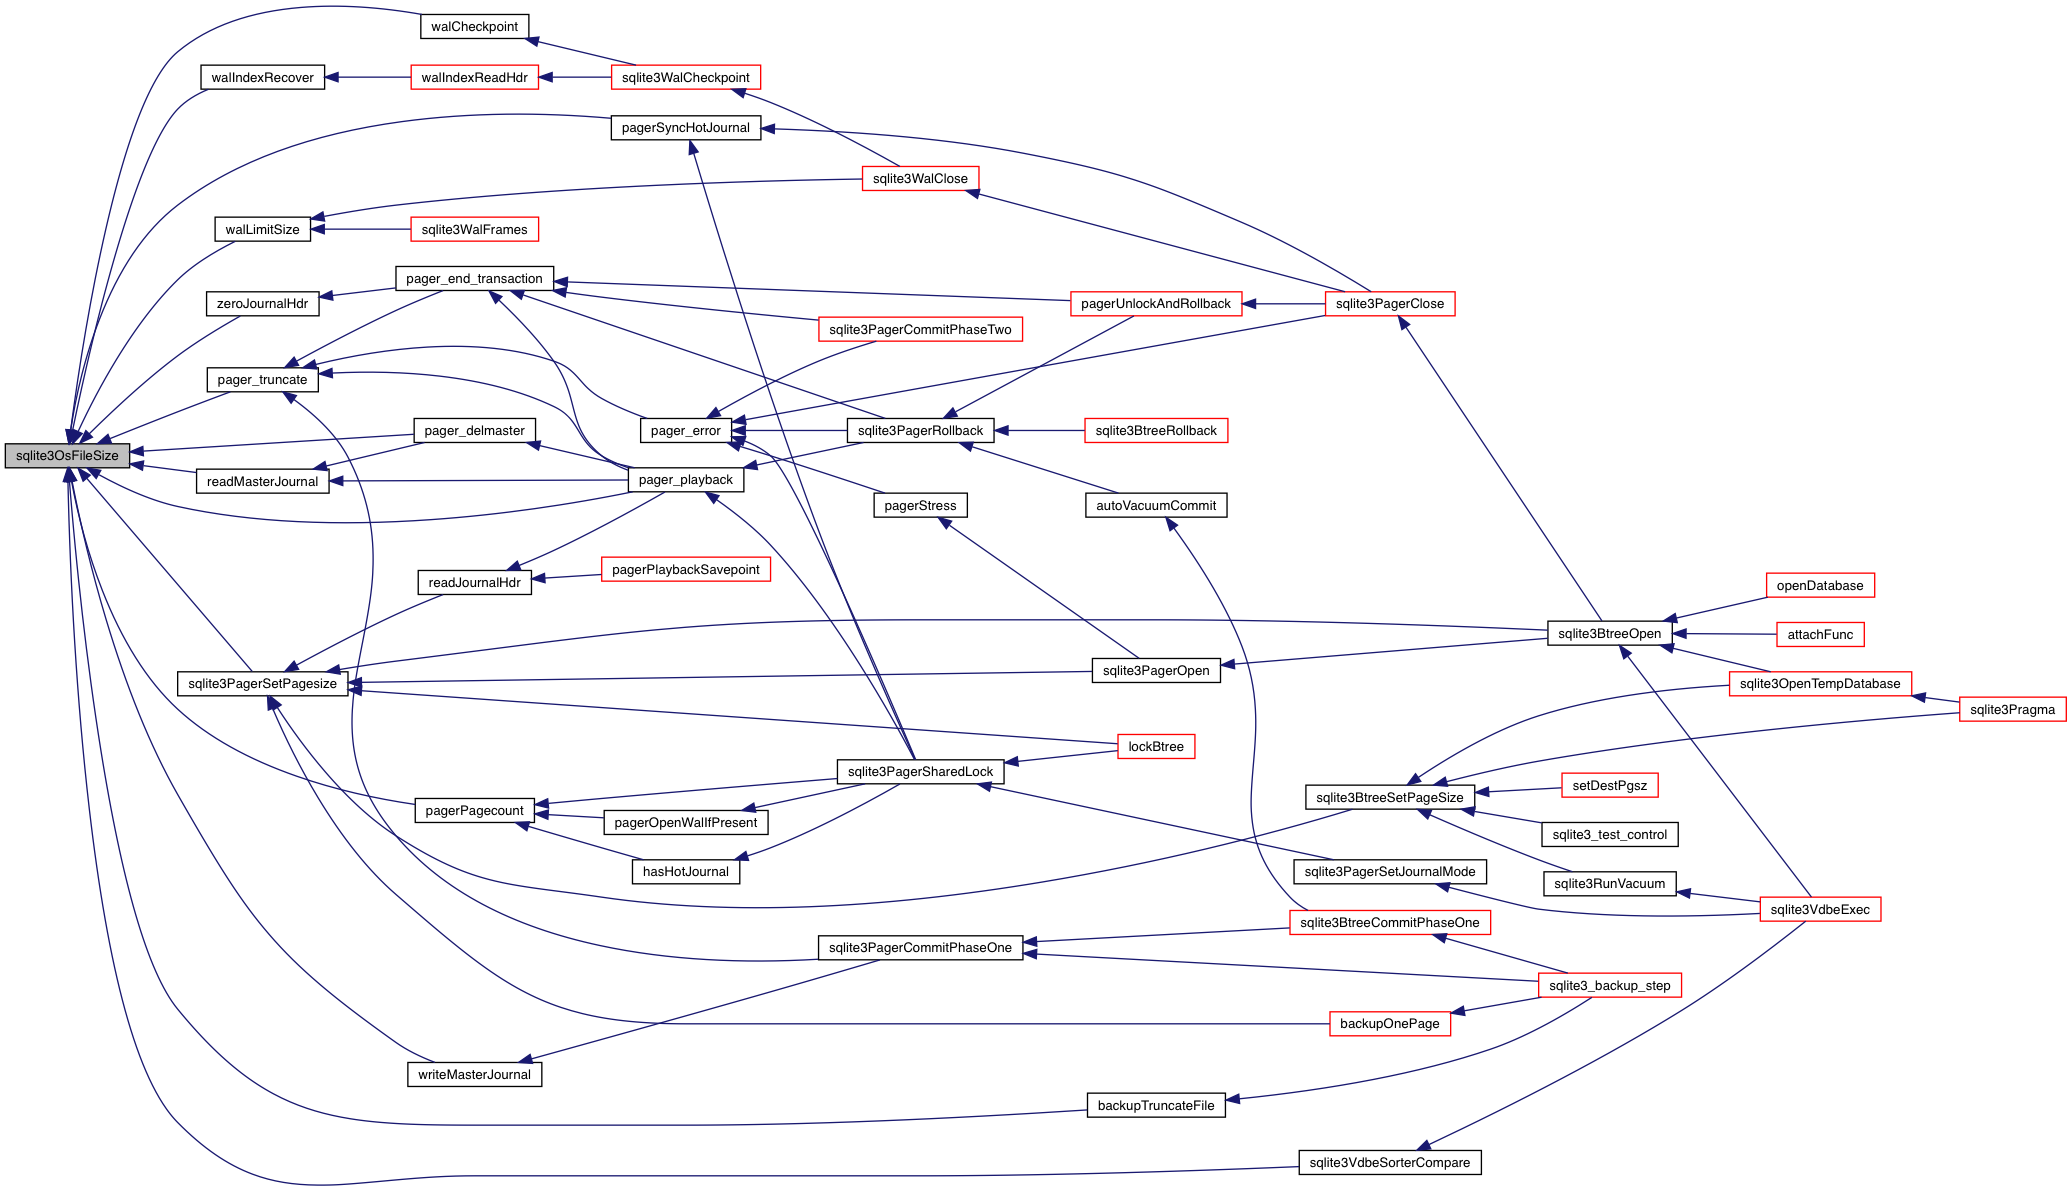 walCheckpoint
walIndexRecover
walIndexReadHdr
sqlite3WalCheckpoint
pagerSyncHotJournal
sqlite3WalClose
walLimitSize
sqlite3WalFrames
pager_end_transaction
zeroJournalHdr
pagerUnlockAndRollback
sqlite3PagerClose
sqlite3PagerCommitPhaseTwo
pager_truncate
pager_delmaster
pager_error
sqlite3PagerRollback
sqlite3BtreeRollback
sqlite3OsFileSize
readMasterJournal
pager_playback
pagerStress
autoVacuumCommit
readJournalHdr
pagerPlaybackSavepoint
openDatabase
sqlite3BtreeOpen
attachFunc
sqlite3PagerSetPagesize
sqlite3PagerOpen
sqlite3OpenTempDatabase
sqlite3Pragma
lockBtree
sqlite3PagerSharedLock
setDestPgsz
sqlite3BtreeSetPageSize
pagerPagecount
pagerOpenWalIfPresent
sqlite3_test_control
hasHotJournal
sqlite3PagerSetJournalMode
sqlite3RunVacuum
sqlite3VdbeExec
sqlite3BtreeCommitPhaseOne
sqlite3PagerCommitPhaseOne
sqlite3_backup_step
backupOnePage
writeMasterJournal
backupTruncateFile
sqlite3VdbeSorterCompare